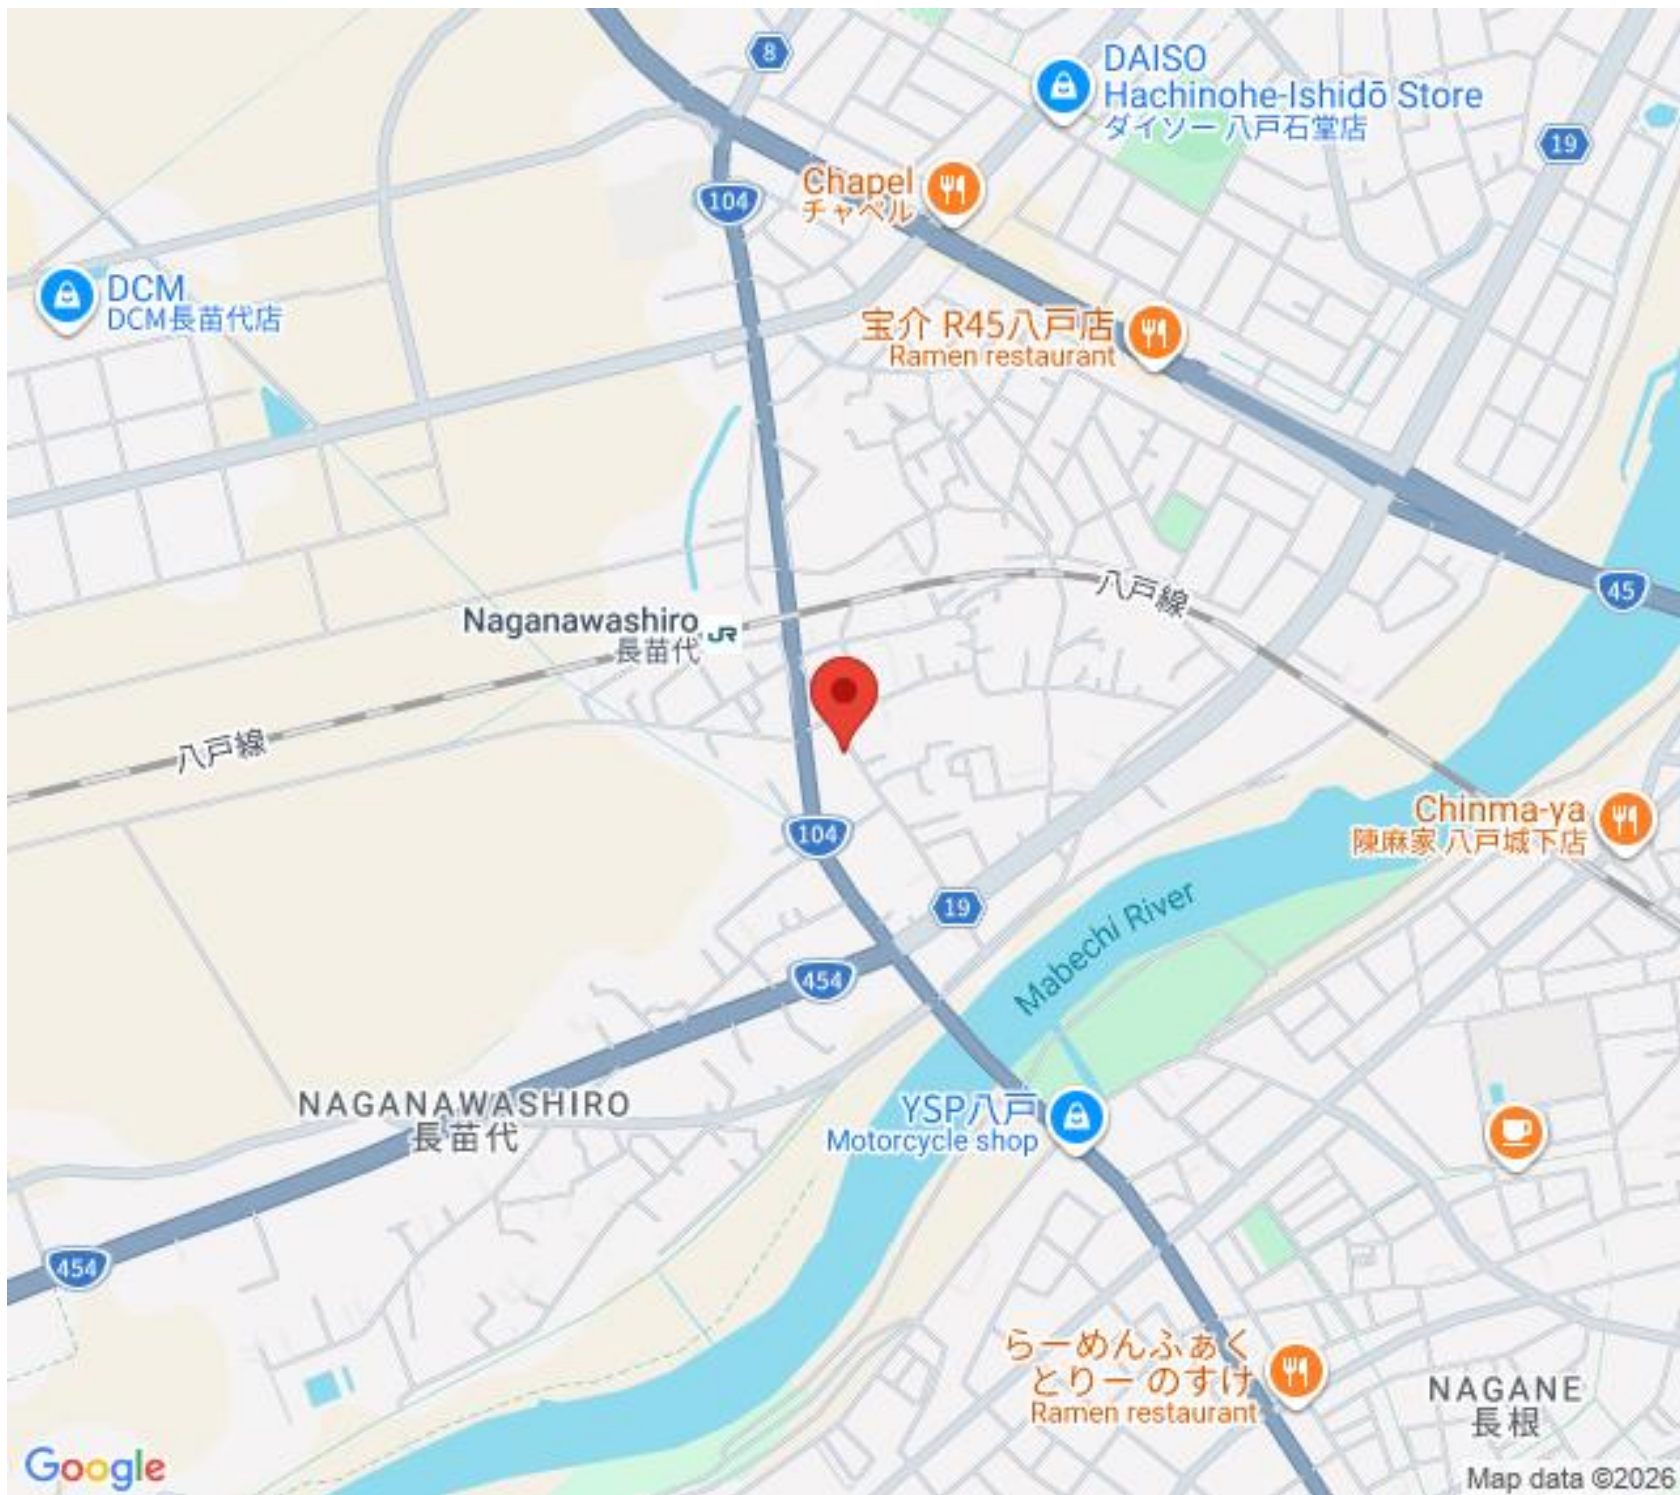 8
DAISO
Hachinohe-Ishidō Store
ダイソー 八戸石堂店
19
Chapel
チャペル
104
DCM
DCM長苗代店
宝介 R45八戸店
Ramen restaurant
45
八戸線
Naganawashiro
長苗代
JR
八戸線
Chinma-ya
陳麻家 八戸城下店
104
19
Mabechi River
454
NAGANAWASHIRO
長苗代
YSP八戸
Motorcycle shop
454
らーめんふぁく
とりー のすけ
Ramen restaurant
NAGANE
長根
Google
Map data ©2026